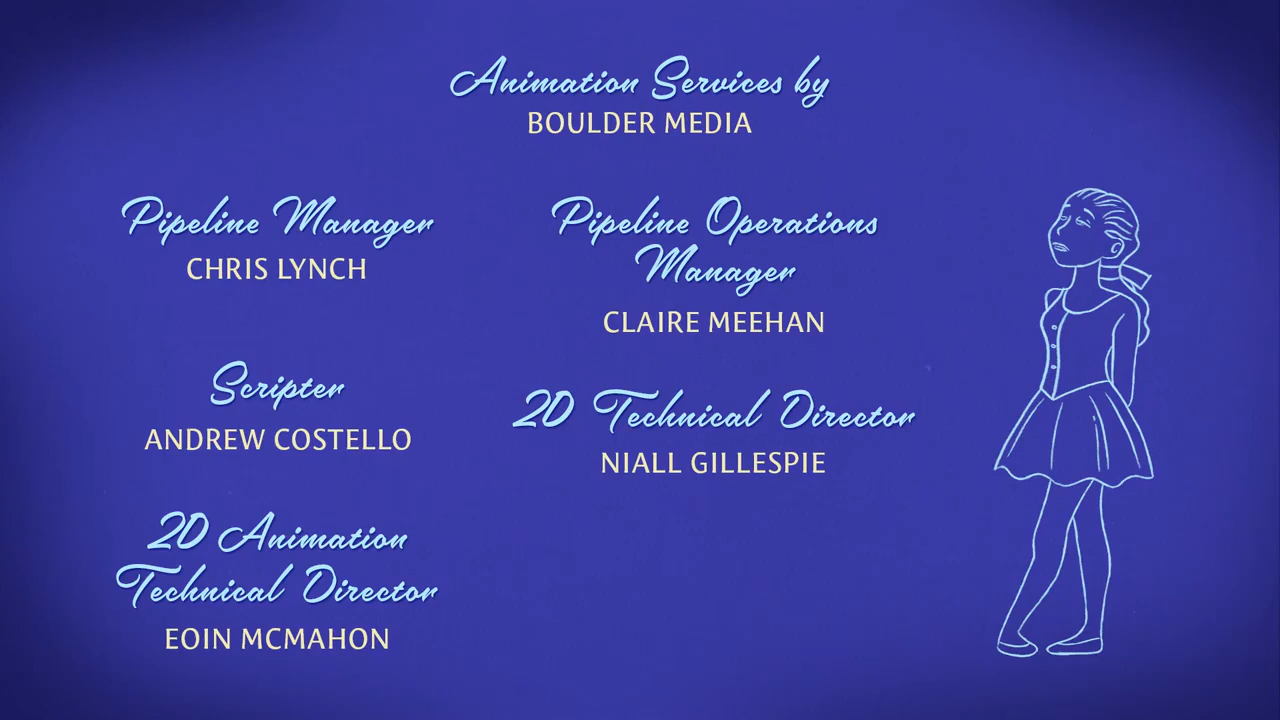 Animation Services by
BOULDER MEDIA
Pipeline Manager
CHRIS LYNCH
Scripter
ANDREW COSTELLO
2D Animation
Technical Director
EOIN MCMAHON
Pipeline Operations
Manager
CLAIRE MEEHAN
2D Technical Director
NIALL GILLESPIE